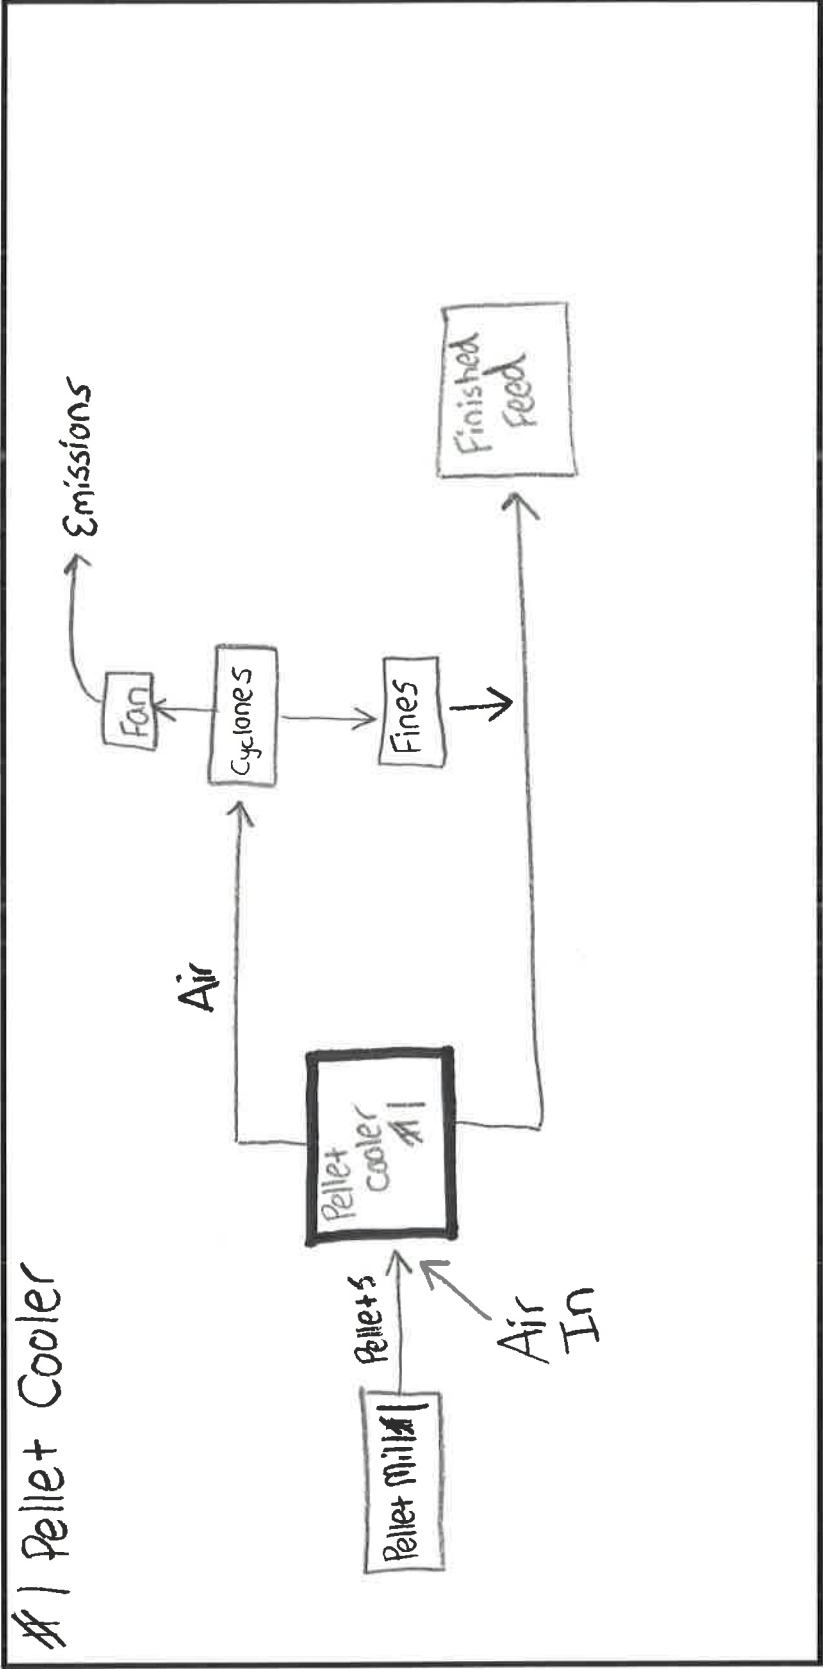 #1 Pellet Cooler
Emissions
Fan
Cyclones
Air
Fines
Finished
Feed
Pellet
Cooler
#1
Pellets
Pellet Mill #1
Air
In